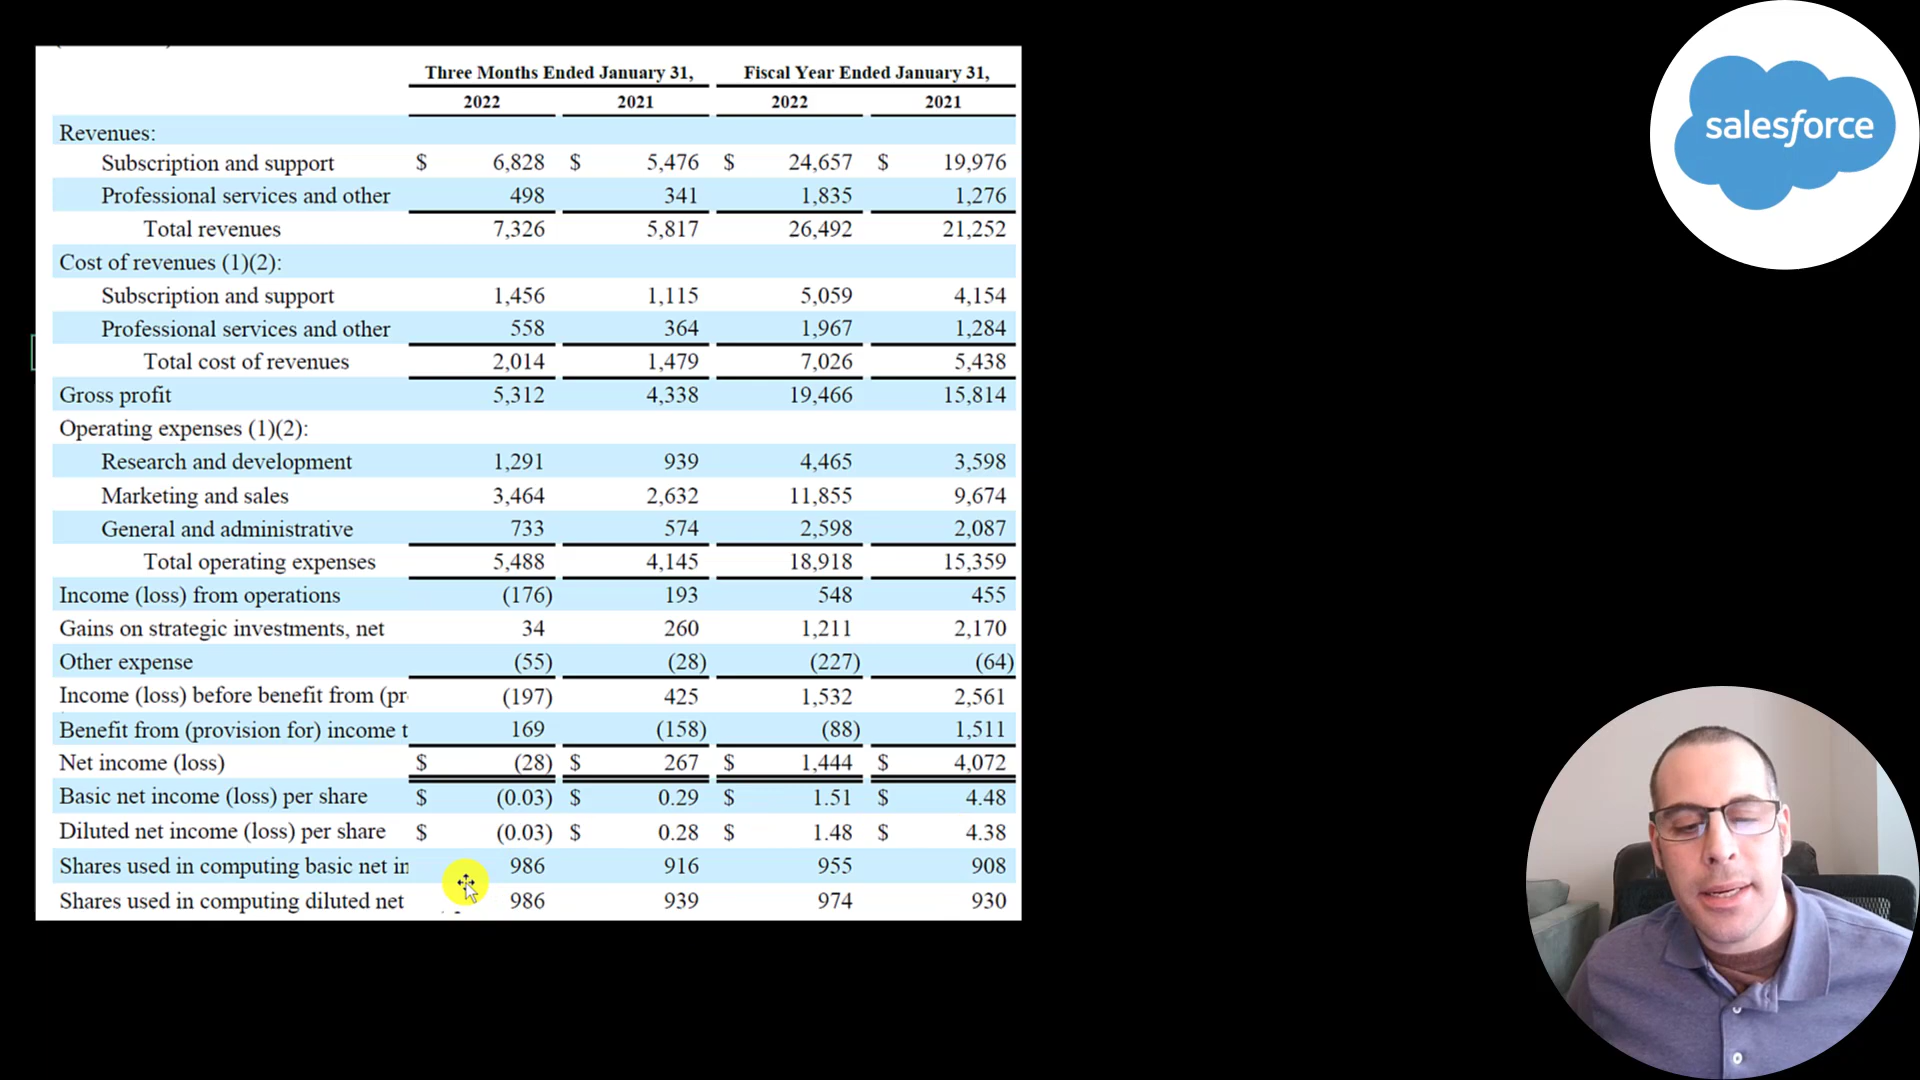 Three Months Ended January 31, Fiscal Year Ended January 31,
2022 2021 2022 2021
Revenues:
Subscription and support $ 6,828 $ 5,476 $ 24,657 $ 19,976
Professional services and other 498 341 1,835 1,276
Total revenues 7,326 5,817 26,492 21,252
Cost of revenues (1)(2):
Subscription and support 1,456 1,115 5,059 4,154
Professional services and other 558 364 1,967 1,284
Total cost of revenues 2,014 1,479 7,026 5,438
Gross profit 5,312 4,338 19,466 15,814
Operating expenses (1)(2):
Research and development 1,291 939 4,465 3,598
Marketing and sales 3,464 2,632 11,855 9,674
General and administrative 733 574 2,598 2,087
Total operating expenses 5,488 4,145 18,918 15,359
Income (loss) from operations (176) 193 548 455
Gains on strategic investments, net 34 260 1,211 2,170
Other expense (55) (28) (227) (64)
Income (loss) before benefit from (pr (197) 425 1,532 2,561
Benefit from (provision for) income t 169 (158) (88) 1,511
Net income (loss) $ (28) $ 267 $ 1,444 $ 4,072
Basic net income (loss) per share $ (0.03) $ 0.29 $ 1.51 $ 4.48
Diluted net income (loss) per share $ (0.03) $ 0.28 $ 1.48 $ 4.38
Shares used in computing basic net in 986 916 955 908
Shares used in computing diluted net 986 939 974 930
salesforce